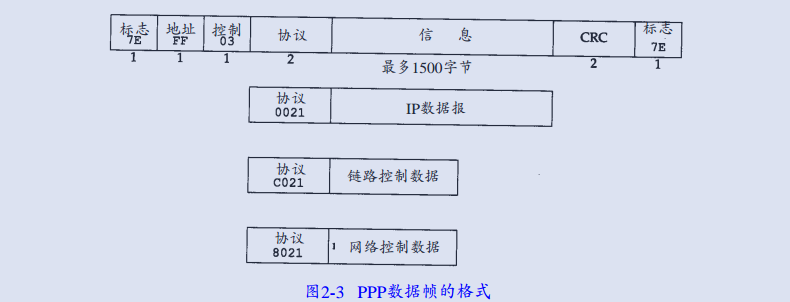 标志 地址 控制 协议 信 息 CRC 标志
7E FF 03 7E
1 1 1 2 最多1500字节 2 1
协议 IP数据报
0021
协议 链路控制数据
C021
协议 1 网络控制数据
8021
图2-3 PPP数据帧的格式